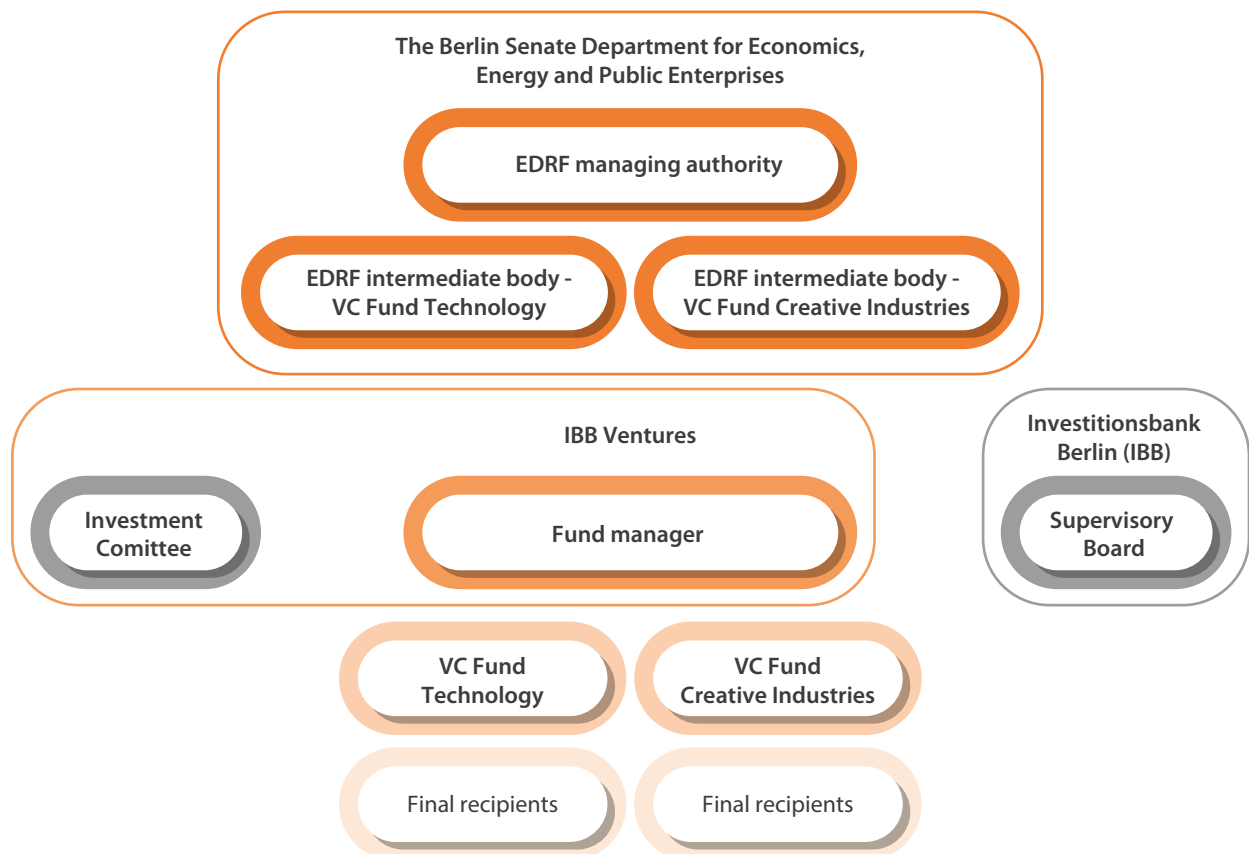 The Berlin Senate Department for Economics,
Energy and Public Enterprises
EDRF managing authority
EDRF intermediate body -
VC Fund Technology
EDRF intermediate body -
VC Fund Creative Industries
IBB Ventures
Investment
Comittee
Fund manager
Investitionsbank
Berlin (IBB)
Supervisory
Board
VC Fund
Technology
VC Fund
Creative Industries
Final recipients
Final recipients